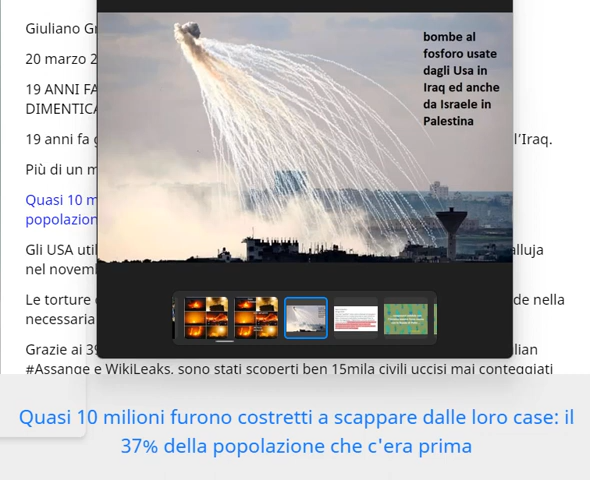 Giuliano
20 marzo 2
19 ANNI FA
DIMENTICA
19 anni fa
l'Iraq.
Più di un m
Quasi 10 m
popolazion
Gli USA util
alluja
nel novem
Le torture
de nella
necessaria
Grazie ai 39
lian
#Assange e WikiLeaks, sono stati scoperti ben 15mila civili uccisi mai conteggiati
bombe al
fosforo usate
dagli Usa in
Iraq ed anche
da Israele in
Palestina
Quasi 10 milioni furono costretti a scappare dalle loro case: il
37% della popolazione che c'era prima